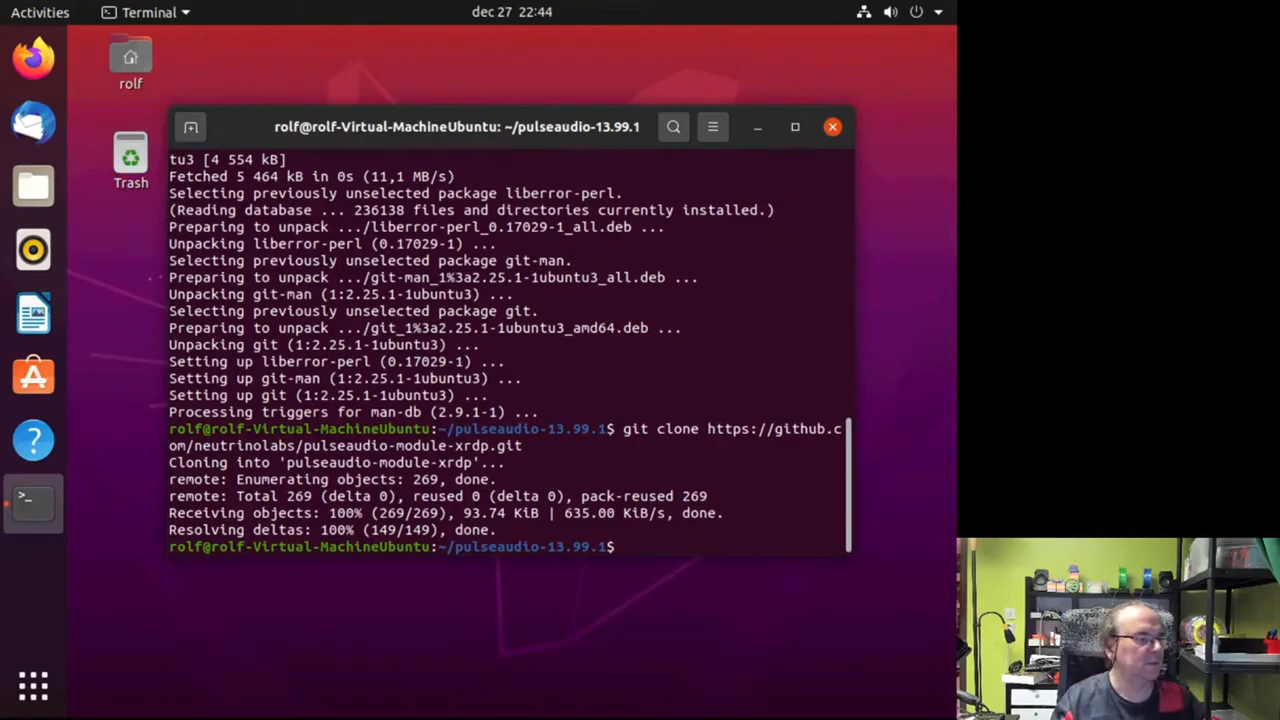 Activities
Terminal
dec 27 22:44
rolf
Trash
rolf@rolf-Virtual-MachineUbuntu: ~/pulseaudio-13.99.1
tu3 [4 554 kB]
Fetched 5 464 kB in 0s (11,1 MB/s)
Selecting previously unselected package liberror-perl.
(Reading database ... 236138 files and directories currently installed.)
Preparing to unpack .../liberror-perl_0.17029-1_all.deb ...
Unpacking liberror-perl (0.17029-1) ...
Selecting previously unselected package git-man.
Preparing to unpack .../git-man_1%3a2.25.1-1ubuntu3_all.deb ...
Unpacking git-man (1:2.25.1-1ubuntu3) ...
Selecting previously unselected package git.
Preparing to unpack .../git_1%3a2.25.1-1ubuntu3_amd64.deb ...
Unpacking git (1:2.25.1-1ubuntu3) ...
Setting up liberror-perl (0.17029-1) ...
Setting up git-man (1:2.25.1-1ubuntu3) ...
Setting up git (1:2.25.1-1ubuntu3) ...
Processing triggers for man-db (2.9.1-1) ...
rolf@rolf-Virtual-MachineUbuntu:~/pulseaudio-13.99.1$ git clone https://github.c
om/neutrinolabs/pulseaudio-module-xrdp.git
Cloning into 'pulseaudio-module-xrdp'...
remote: Enumerating objects: 269, done.
remote: Total 269 (delta 0), reused 0 (delta 0), pack-reused 269
Receiving objects: 100% (269/269), 93.74 KiB | 635.00 KiB/s, done.
Resolving deltas: 100% (149/149), done.
rolf@rolf-Virtual-MachineUbuntu:~/pulseaudio-13.99.1$